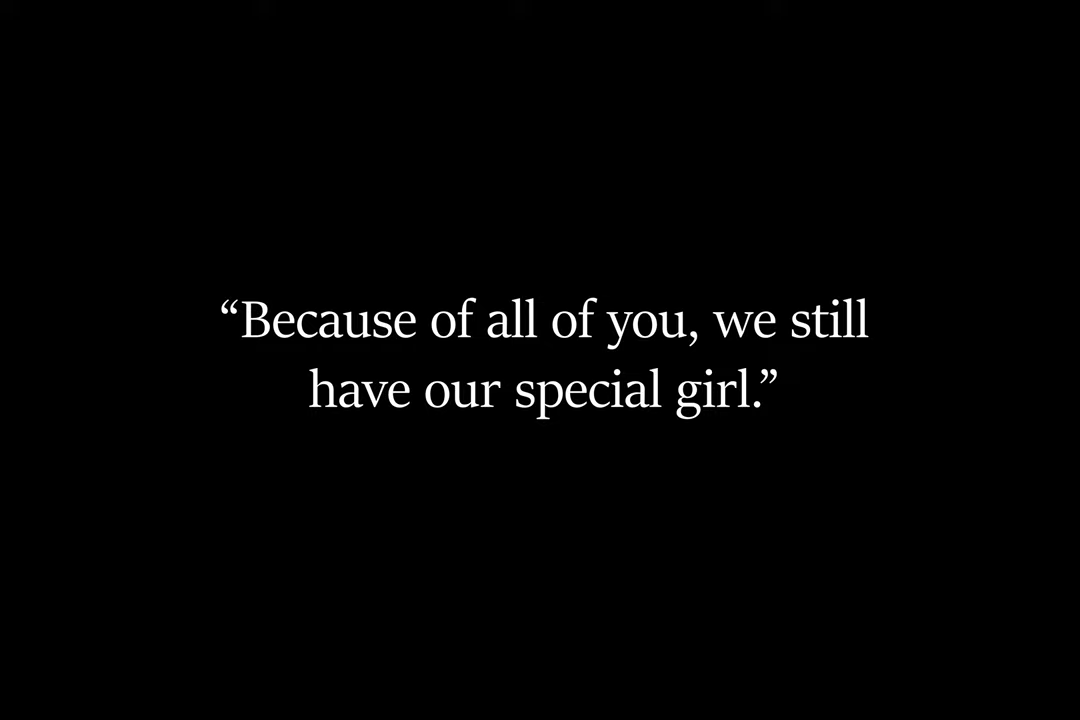 “Because of all of you, we still
have our special girl.”